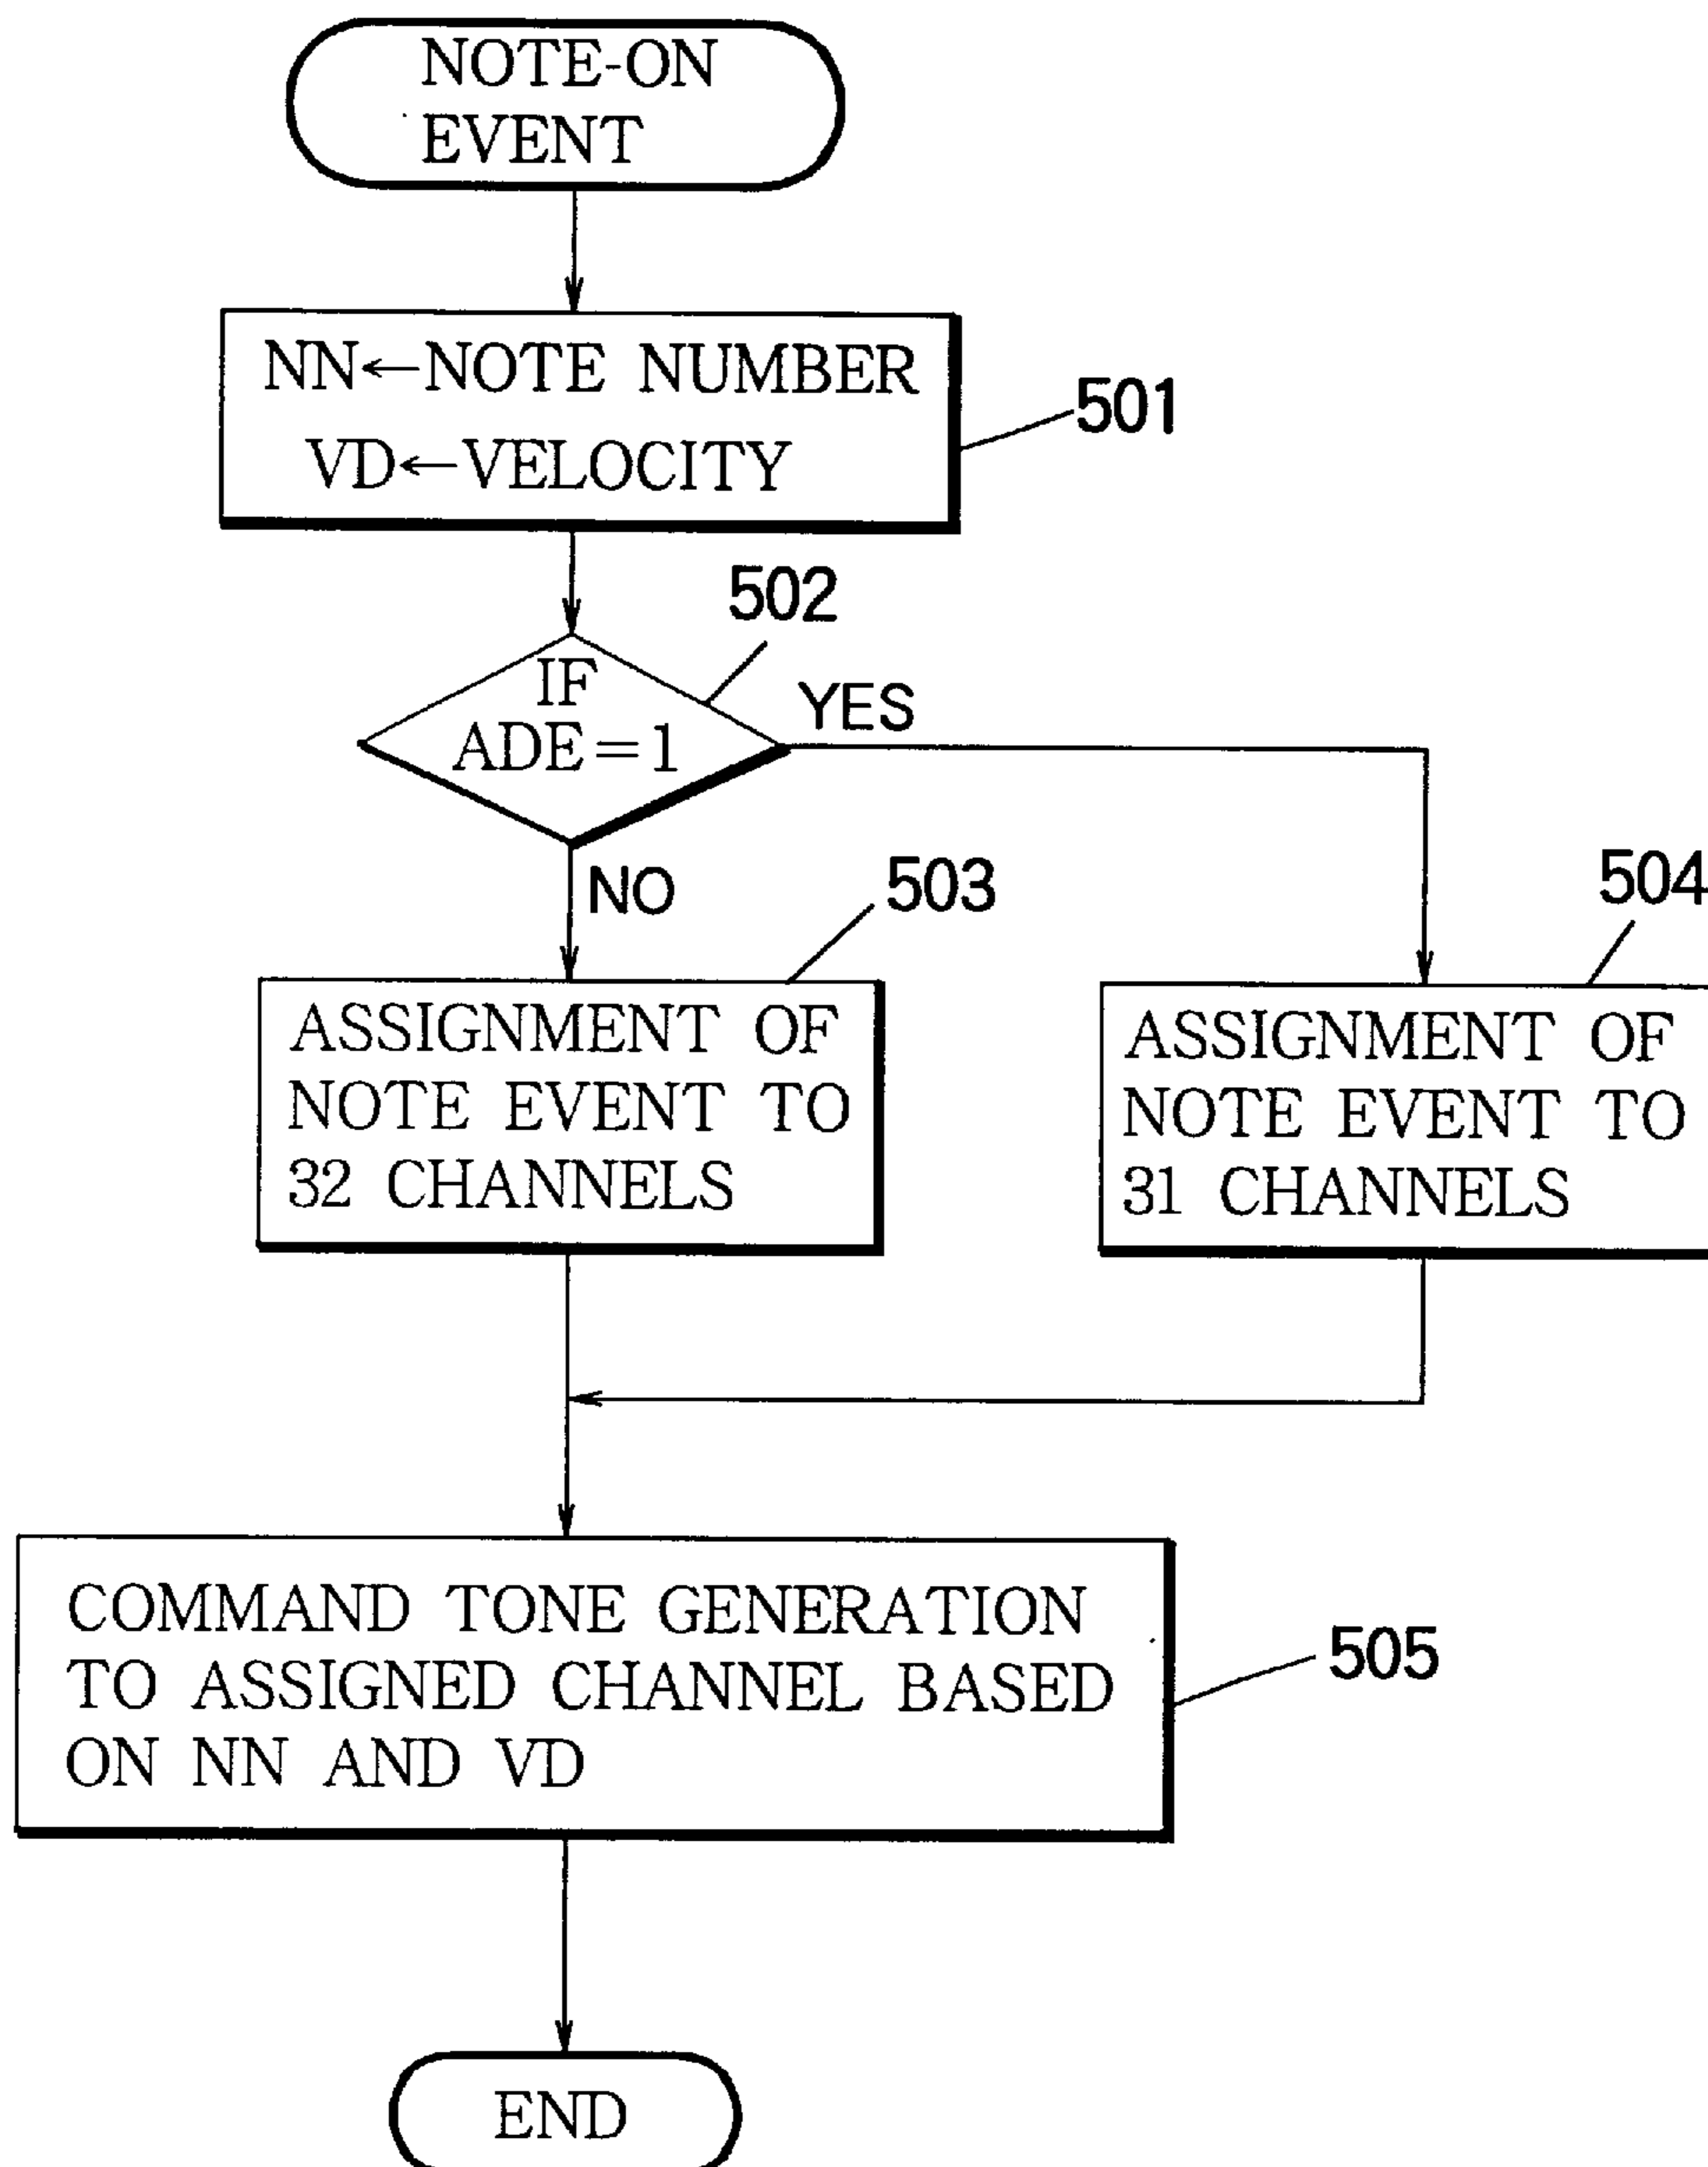 NOTE-ON
EVENT
NN←NOTE NUMBER
VD←VELOCITY
501
502
IF
ADE=1
YES
NO
503
504
ASSIGNMENT OF
NOTE EVENT TO
32 CHANNELS
ASSIGNMENT OF
NOTE EVENT TO
31 CHANNELS
COMMAND TONE GENERATION
TO ASSIGNED CHANNEL BASED
ON NN AND VD
505
END